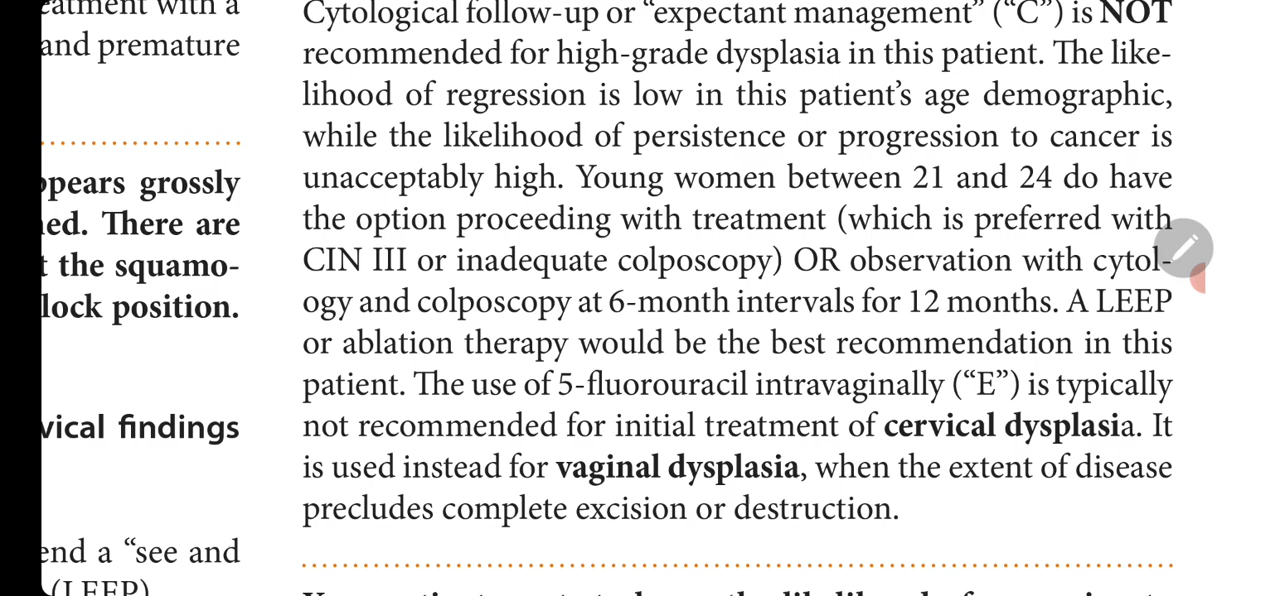 eatment with a
and premature
ppears grossly
ned. There are
t the squamo-
lock position.
vical findings
end a “see and
(LEEP)
Cytological follow-up or “expectant management” (“C”) is NOT
recommended for high-grade dysplasia in this patient. The like-
lihood of regression is low in this patient’s age demographic,
while the likelihood of persistence or progression to cancer is
unacceptably high. Young women between 21 and 24 do have
the option proceeding with treatment (which is preferred with
CIN III or inadequate colposcopy) OR observation with cytol-
ogy and colposcopy at 6-month intervals for 12 months. A LEEP
or ablation therapy would be the best recommendation in this
patient. The use of 5-fluorouracil intravaginally (“E”) is typically
not recommended for initial treatment of cervical dysplasia. It
is used instead for vaginal dysplasia, when the extent of disease
precludes complete excision or destruction.